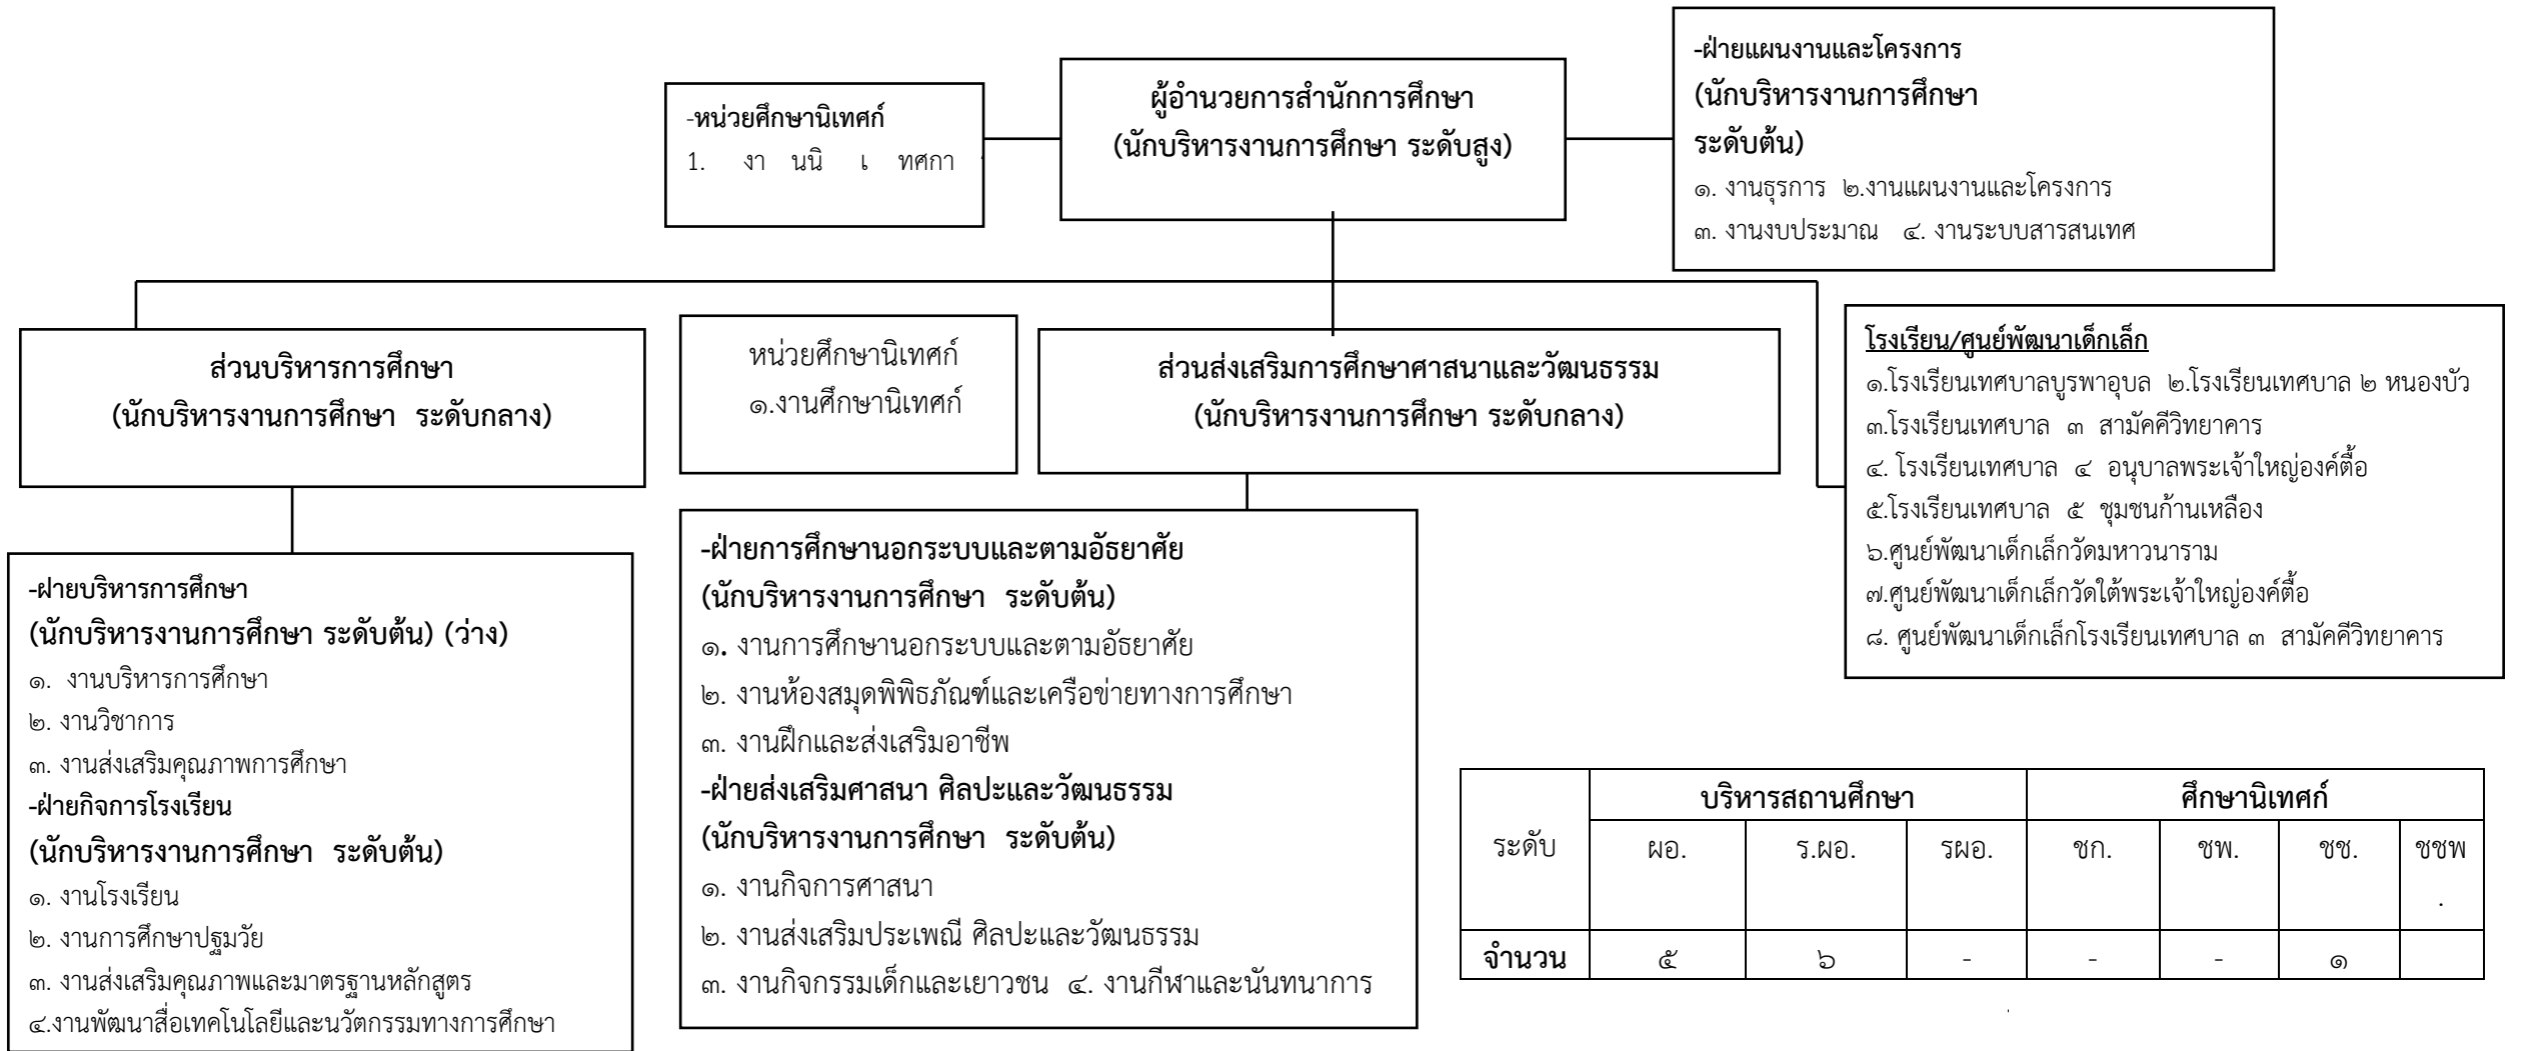 -หน่วยศึกษานิเทศก์
1. งา นนิ เ ทศกา
ผู้อำนวยการสำนักการศึกษา
(นักบริหารงานการศึกษา ระดับสูง)
-ฝ่ายแผนงานและโครงการ
(นักบริหารงานการศึกษา
ระดับต้น)
๑. งานธุรการ ๒.งานแผนงานและโครงการ
๓. งานงบประมาณ ๔. งานระบบสารสนเทศ
ส่วนบริหารการศึกษา
(นักบริหารงานการศึกษา ระดับกลาง)
หน่วยศึกษานิเทศก์
๑.งานศึกษานิเทศก์
ส่วนส่งเสริมการศึกษาศาสนาและวัฒนธรรม
(นักบริหารงานการศึกษา ระดับกลาง)
โรงเรียน/ศูนย์พัฒนาเด็กเล็ก
๑.โรงเรียนเทศบาลบูรพาอุบล ๒.โรงเรียนเทศบาล ๒ หนองบัว
๓.โรงเรียนเทศบาล ๓ สามัคคีวิทยาคาร
๔. โรงเรียนเทศบาล ๔ อนุบาลพระเจ้าใหญ่องค์ตื้อ
๕.โรงเรียนเทศบาล ๕ ชุมชนก้านเหลือง
๖.ศูนย์พัฒนาเด็กเล็กวัดมหาวนาราม
๗.ศูนย์พัฒนาเด็กเล็กวัดใต้พระเจ้าใหญ่องค์ตื้อ
๘. ศูนย์พัฒนาเด็กเล็กโรงเรียนเทศบาล ๓ สามัคคีวิทยาคาร
-ฝ่ายบริหารการศึกษา
(นักบริหารงานการศึกษา ระดับต้น) (ว่าง)
๑. งานบริหารการศึกษา
๒. งานวิชาการ
๓. งานส่งเสริมคุณภาพการศึกษา
-ฝ่ายกิจการโรงเรียน
(นักบริหารงานการศึกษา ระดับต้น)
๑. งานโรงเรียน
๒. งานการศึกษาปฐมวัย
๓. งานส่งเสริมคุณภาพและมาตรฐานหลักสูตร
๔.งานพัฒนาสื่อเทคโนโลยีและนวัตกรรมทางการศึกษา
-ฝ่ายการศึกษานอกระบบและตามอัธยาศัย
(นักบริหารงานการศึกษา ระดับต้น)
๑. งานการศึกษานอกระบบและตามอัธยาศัย
๒. งานห้องสมุดพิพิธภัณฑ์และเครือข่ายทางการศึกษา
๓. งานฝึกและส่งเสริมอาชีพ
-ฝ่ายส่งเสริมศาสนา ศิลปะและวัฒนธรรม
(นักบริหารงานการศึกษา ระดับต้น)
๑. งานกิจการศาสนา
๒. งานส่งเสริมประเพณี ศิลปะและวัฒนธรรม
๓. งานกิจกรรมเด็กและเยาวชน ๔. งานกีฬาและนันทนาการ
ระดับ บริหารสถานศึกษา ศึกษานิเทศก์
ผอ. ร.ผอ. รผอ. ชก. ชพ. ชช. ชชพ
.
จำนวน ๕ ๖ - - - ๑